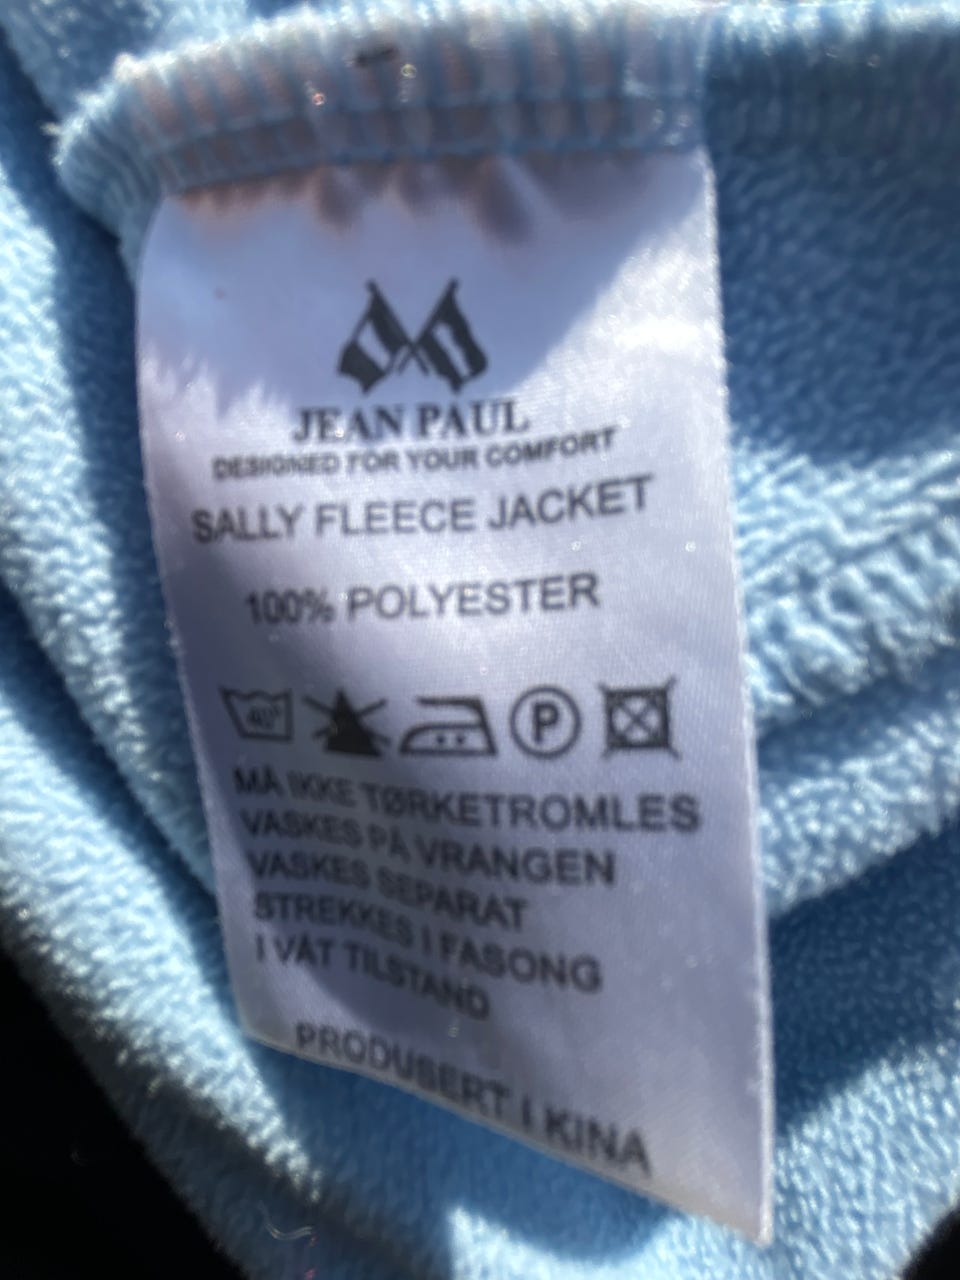 JEAN PAUL
DESIGNED FOR YOUR COMFORT
SALLY FLEECE JACKET
100% POLYESTER
40° P
MÅ IKKE TØRKETROMLES
VASKES PÅ VRANGEN
VASKES SEPARAT
STREKKES I FASONG
I VÅT TILSTAND
PRODUSERT I KINA